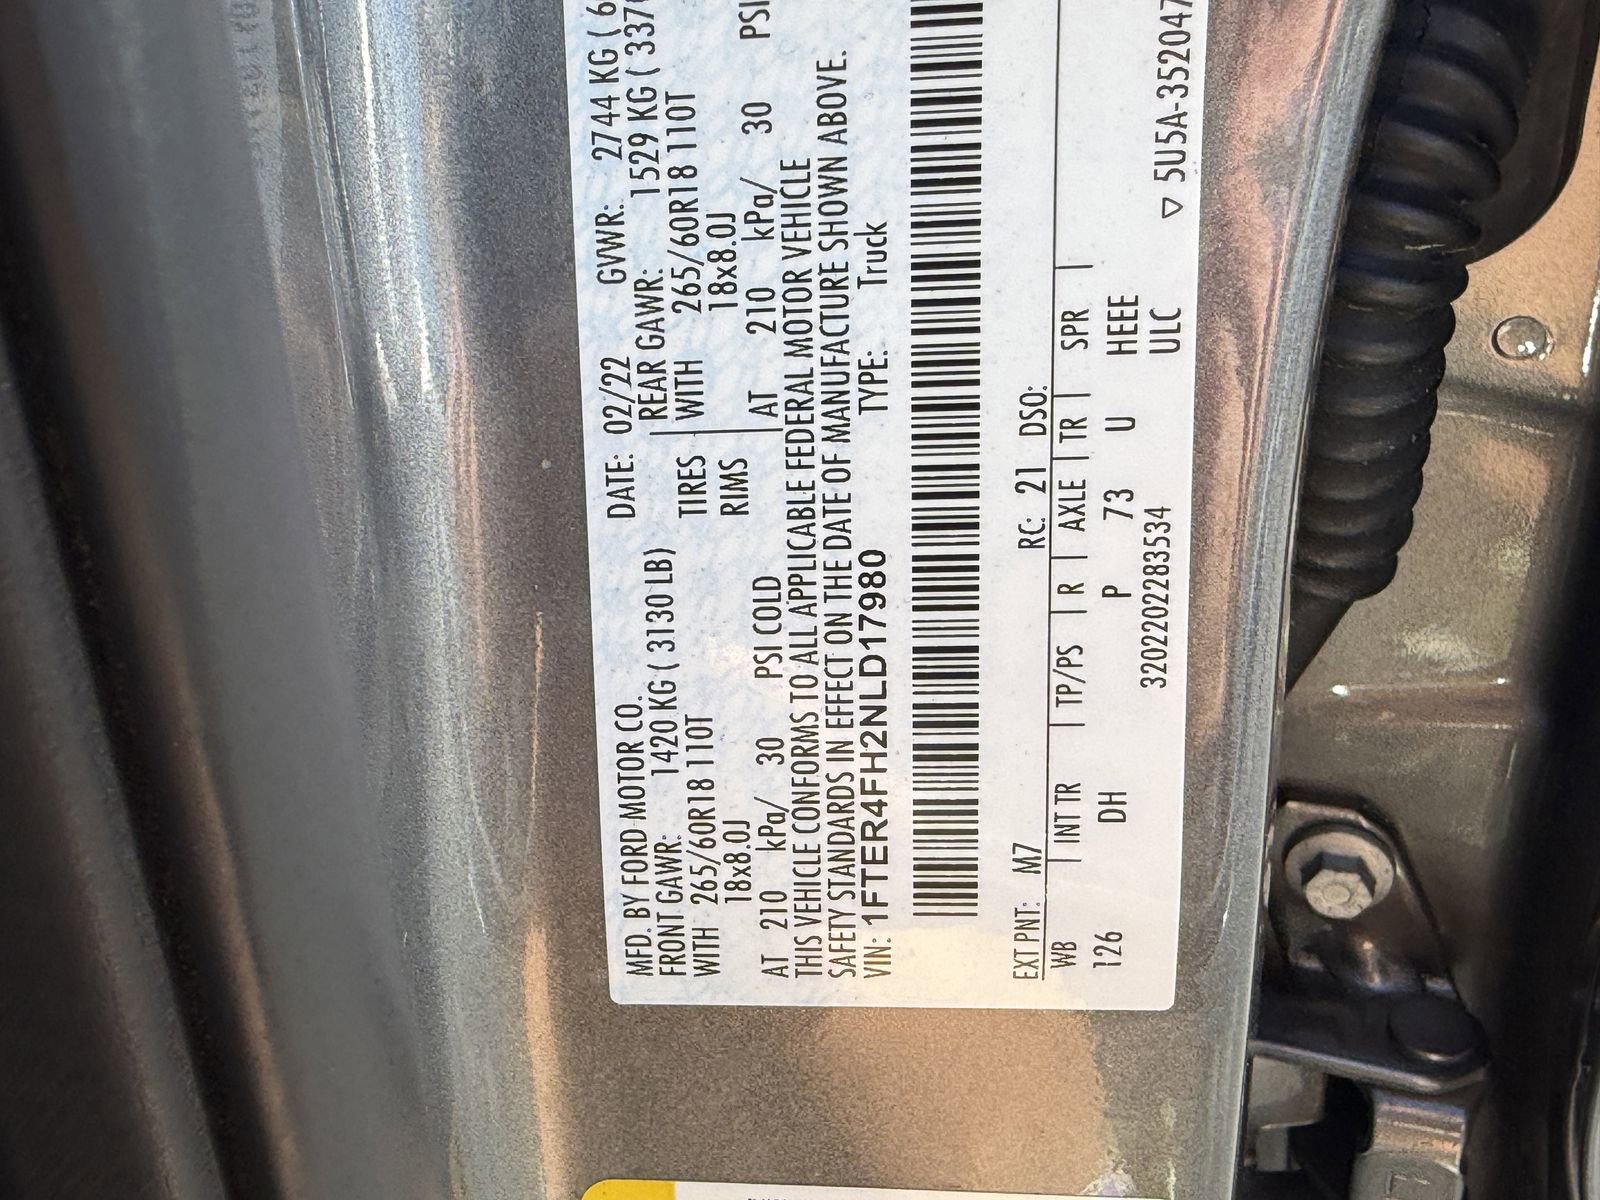 MFD. BY FORD MOTOR CO. DATE: 02/22 GVWR: 2744 KG ( 6
FRONT GAWR: 1420 KG ( 3130 LB) REAR GAWR: 1529 KG ( 337
WITH 265/60R18 110T TIRES WITH 265/60R18 110T
18x8.0J RIMS 18x8.0J
AT 210 kPa/ 30 PSI COLD AT 210 kPa/ 30 PSI
THIS VEHICLE CONFORMS TO ALL APPLICABLE FEDERAL MOTOR VEHICLE
SAFETY STANDARDS IN EFFECT ON THE DATE OF MANUFACTURE SHOWN ABOVE.
VIN: 1FTER4FH2NLD17980 TYPE: Truck
EXT PNT: M7 RC: 21 DSO:
WB | INT TR | TP/PS | R | AXLE | TR | SPR |
126 DH P 73 U HEEE
3202202283534 ULC
▽ 5U5A-3520472